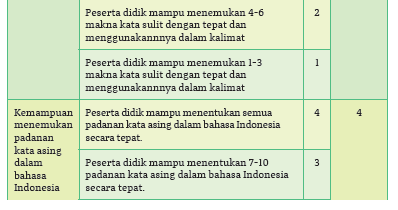 Peserta didik mampu menemukan 4-6 2
makna kata sulit dengan tepat dan
menggunakannnya dalam kalimat
Peserta didik mampu menemukan 1-3 1
makna kata sulit dengan tepat dan
menggunakannnya dalam kalimat
Kemampuan
menemukan
padanan
kata asing
dalam
bahasa
Indonesia
Peserta didik mampu menentukan semua 4 4
padanan kata asing dalam bahasa Indonesia
secara tepat.
Peserta didik mampu menentukan 7-10 3
padanan kata asing dalam bahasa Indonesia
secara tepat.